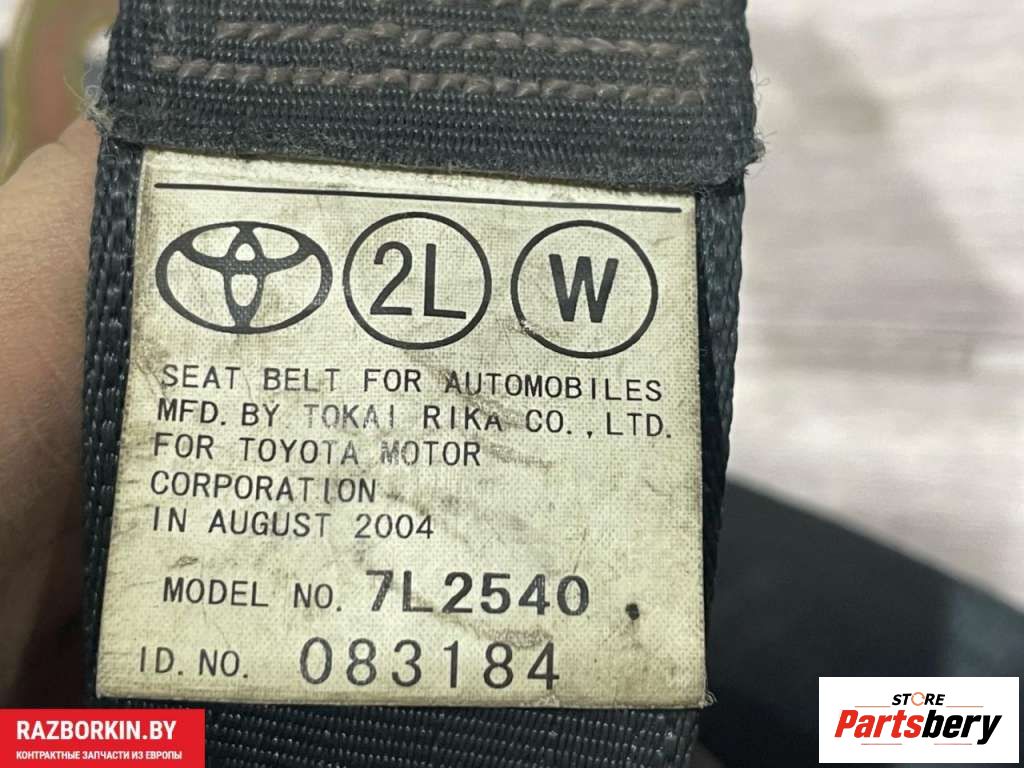 2L W
SEAT BELT FOR AUTOMOBILES
MFD. BY TOKAI RIKA CO., LTD.
FOR TOYOTA MOTOR
CORPORATION
IN AUGUST 2004
MODEL NO. 7L2540
ID. NO. 083184
RAZBORKIN.BY
КОНТРАКТНЫЕ ЗАПЧАСТИ ИЗ ЕВРОПЫ
STORE
Partsbery